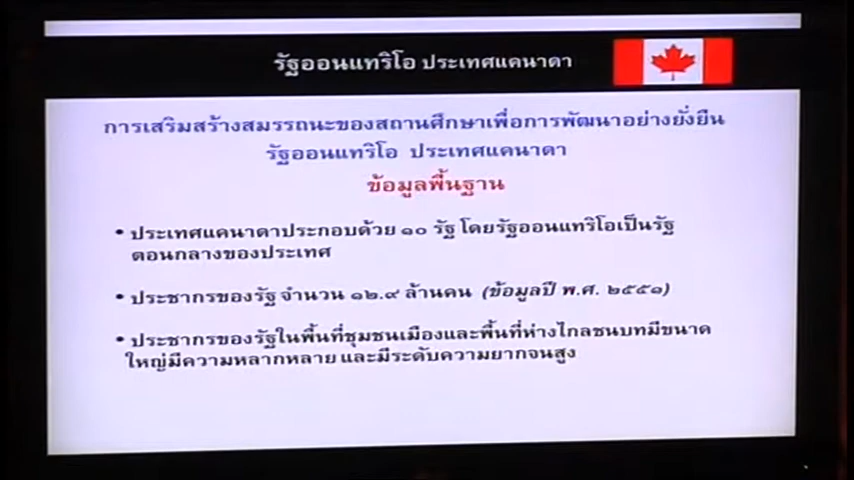 รัฐออนแทริโอ ประเทศแคนาดา
การเสริมสร้างสมรรถนะของสถานศึกษาเพื่อการพัฒนาอย่างยั่งยืน
รัฐออนแทริโอ ประเทศแคนาดา
ข้อมูลพื้นฐาน
• ประเทศแคนาดาประกอบด้วย ๑๐ รัฐ โดยรัฐออนแทริโอเป็นรัฐ
ตอนกลางของประเทศ
• ประชากรของรัฐ จำนวน ๑๒.๙ ล้านคน (ข้อมูลปี พ.ศ. ๒๕๕๑)
• ประชากรของรัฐในพื้นที่ชุมชนเมืองและพื้นที่ห่างไกลชนบทมีขนาด
ใหญ่มีความหลากหลาย และมีระดับความยากจนสูง